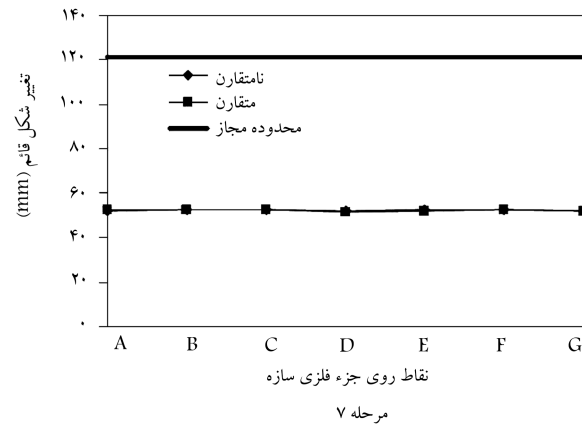 ۱۴۰
۱۲۰
۱۰۰
۸۰
۶۰
۴۰
۲۰
۰
تغییر شکل قائم (mm)
نامتقارن
متقارن
محدوده مجاز
A B C D E F G
نقاط روی جزء فلزی سازه
مرحله ۷